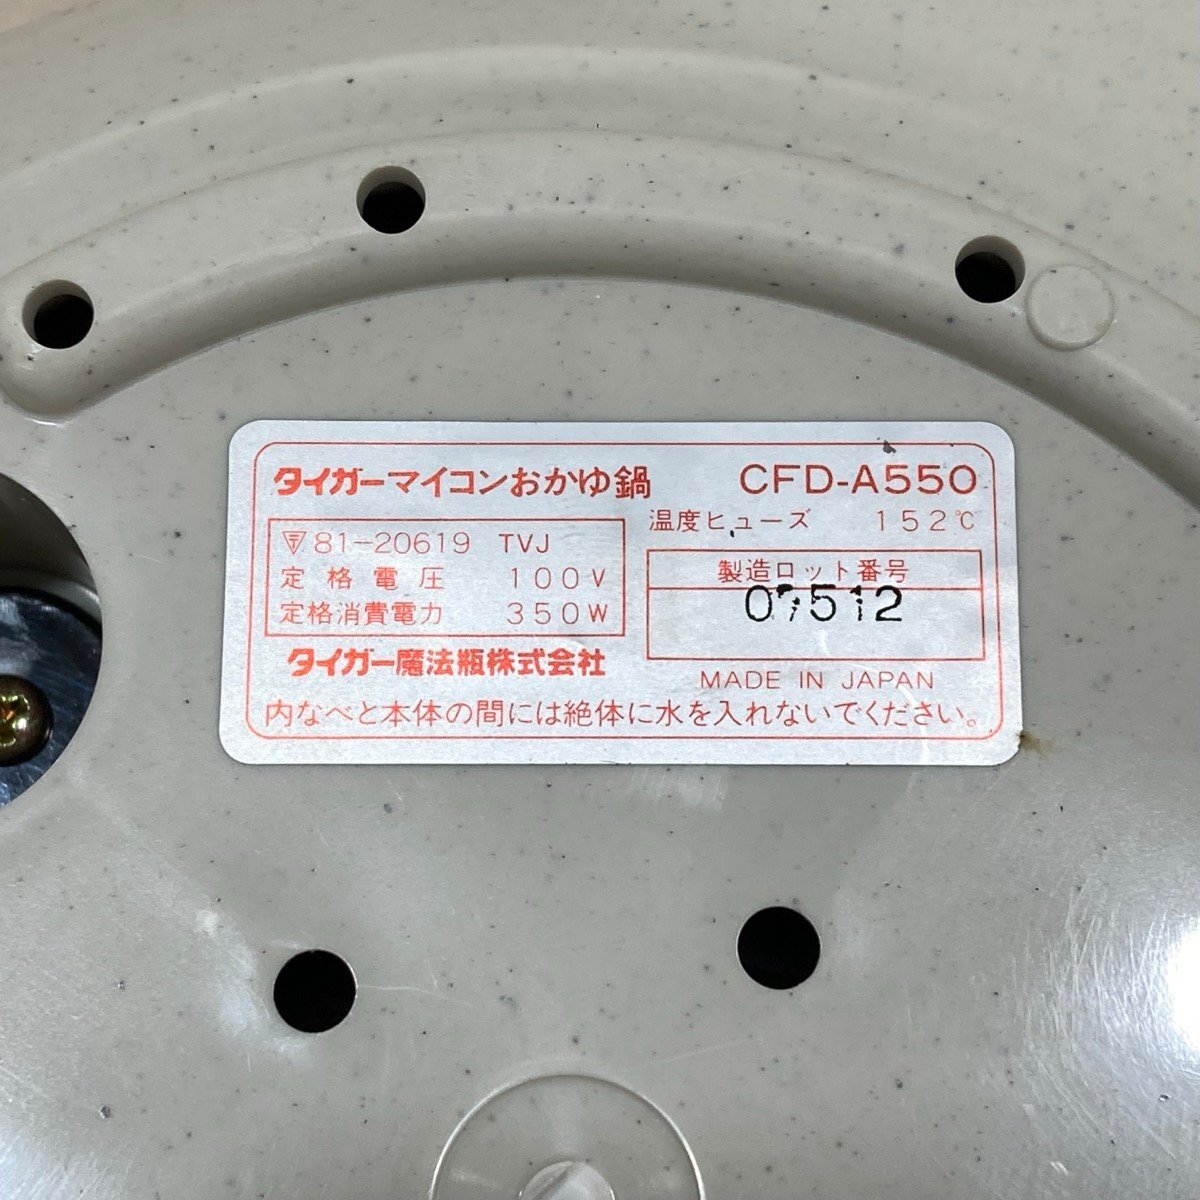 タイガーマイコンおかゆ鍋 CFD-A550
温度ヒューズ 152℃
81-20619 TVJ
定格電圧 100V
定格消費電力 350W
製造ロット番号
タイガー魔法瓶株式会社
MADE IN JAPAN
内なべと本体の間には絶体に水を入れないでください。